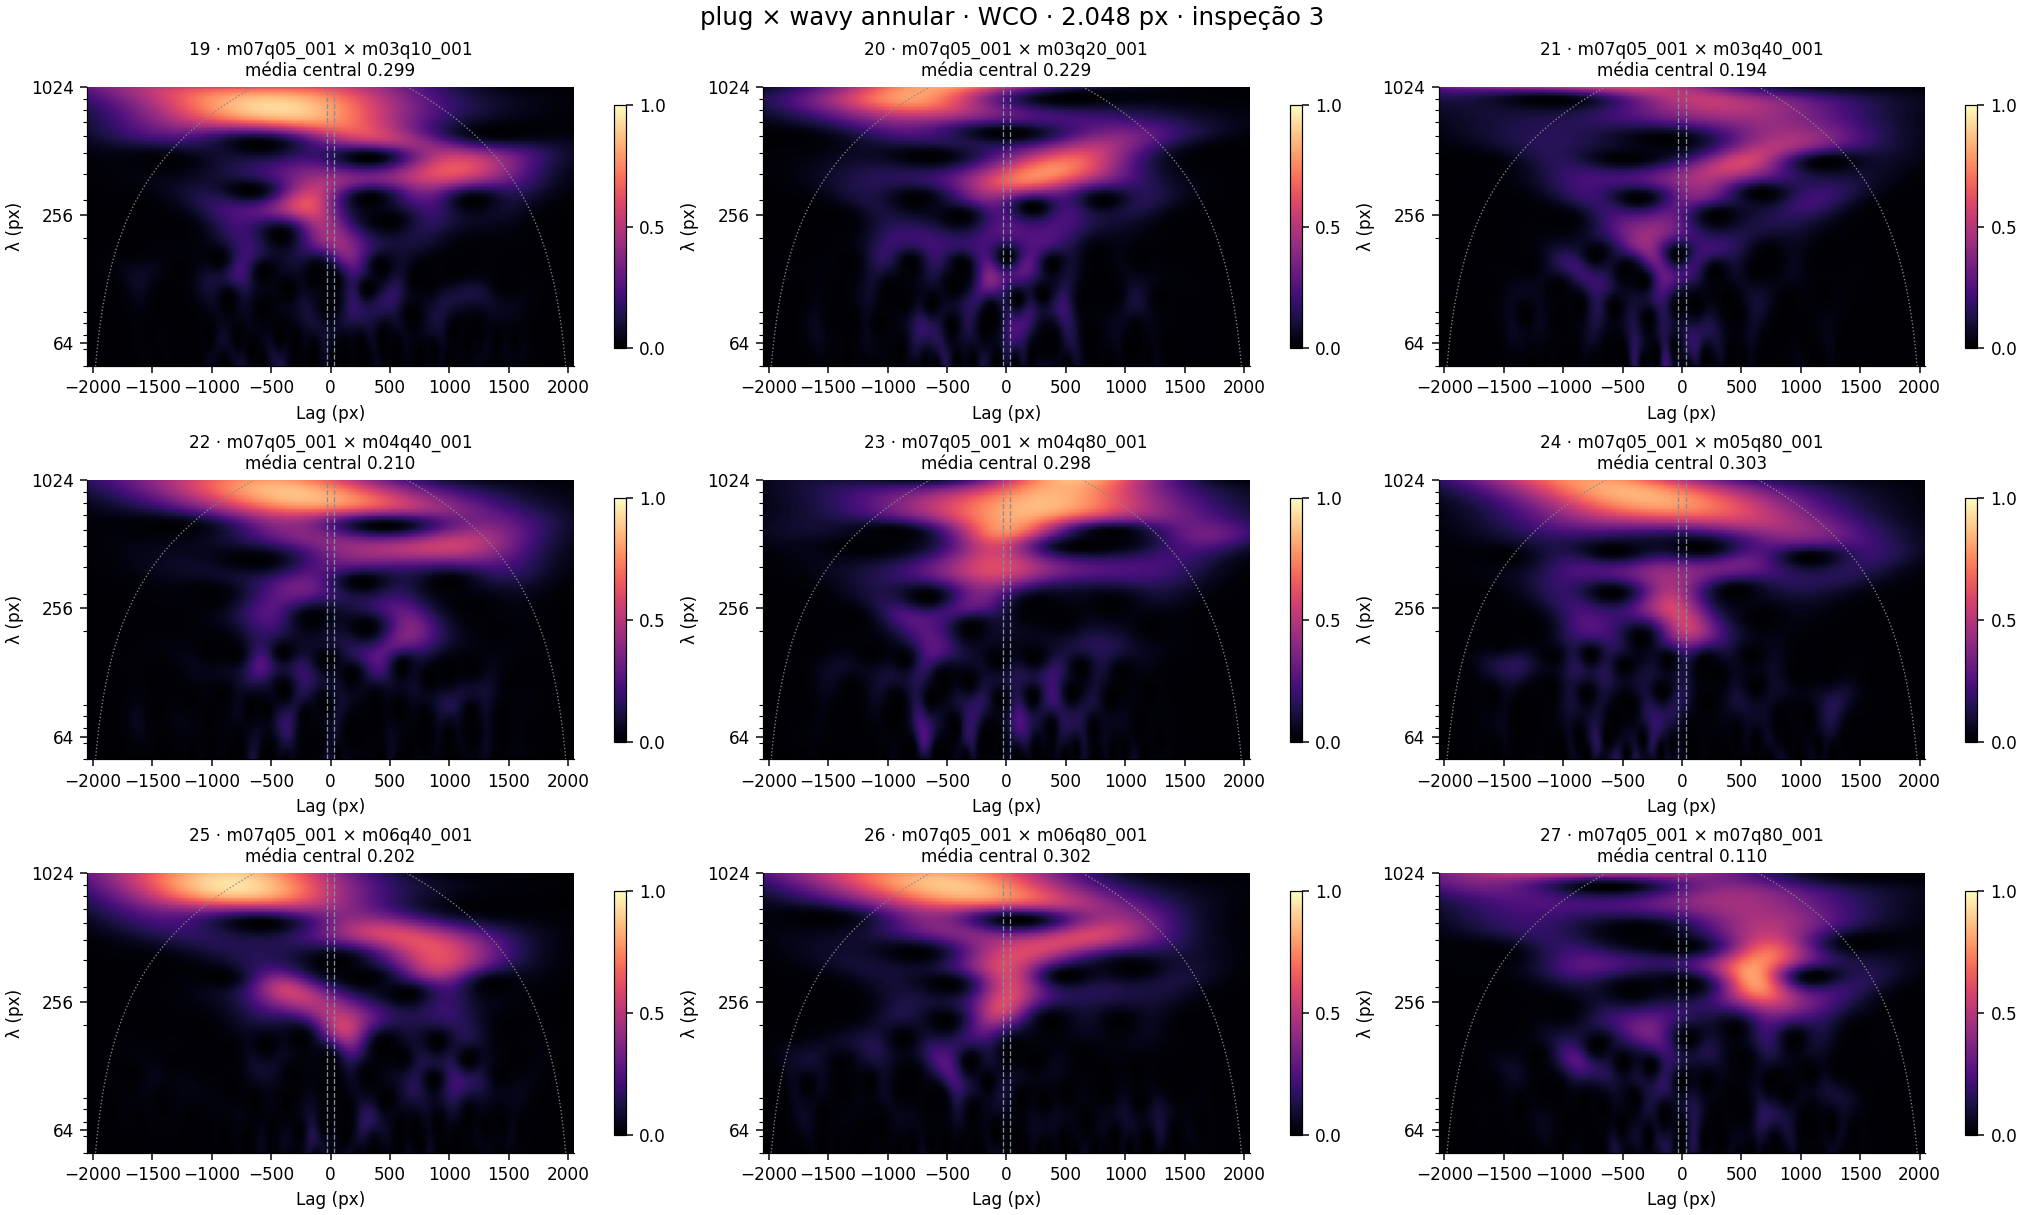 plug × wavy annular · WCO · 2.048 px · inspeção 3
19 · m07q05_001 × m03q10_001
média central 0.299
20 · m07q05_001 × m03q20_001
média central 0.229
21 · m07q05_001 × m03q40_001
média central 0.194
1024
256
64
λ (px)
−2000 −1500 −1000 −500 0 500 1000 1500 2000
Lag (px)
1.0
0.5
0.0
1024
256
64
λ (px)
−2000 −1500 −1000 −500 0 500 1000 1500 2000
Lag (px)
1.0
0.5
0.0
1024
256
64
λ (px)
−2000 −1500 −1000 −500 0 500 1000 1500 2000
Lag (px)
1.0
0.5
0.0
22 · m07q05_001 × m04q40_001
média central 0.210
23 · m07q05_001 × m04q80_001
média central 0.298
24 · m07q05_001 × m05q80_001
média central 0.303
1024
256
64
λ (px)
−2000 −1500 −1000 −500 0 500 1000 1500 2000
Lag (px)
1.0
0.5
0.0
1024
256
64
λ (px)
−2000 −1500 −1000 −500 0 500 1000 1500 2000
Lag (px)
1.0
0.5
0.0
1024
256
64
λ (px)
−2000 −1500 −1000 −500 0 500 1000 1500 2000
Lag (px)
1.0
0.5
0.0
25 · m07q05_001 × m06q40_001
média central 0.202
26 · m07q05_001 × m06q80_001
média central 0.302
27 · m07q05_001 × m07q80_001
média central 0.110
1024
256
64
λ (px)
−2000 −1500 −1000 −500 0 500 1000 1500 2000
Lag (px)
1.0
0.5
0.0
1024
256
64
λ (px)
−2000 −1500 −1000 −500 0 500 1000 1500 2000
Lag (px)
1.0
0.5
0.0
1024
256
64
λ (px)
−2000 −1500 −1000 −500 0 500 1000 1500 2000
Lag (px)
1.0
0.5
0.0